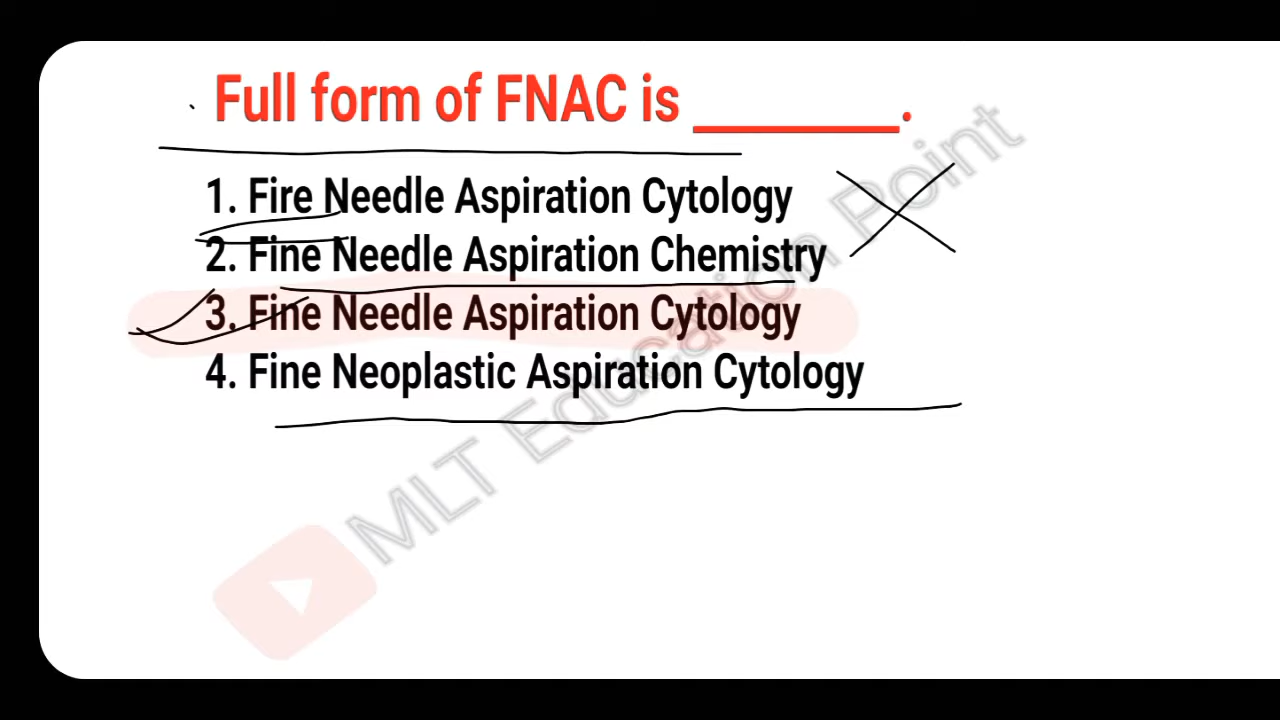 Full form of FNAC is ________.
1. Fire Needle Aspiration Cytology
2. Fine Needle Aspiration Chemistry
3. Fine Needle Aspiration Cytology
4. Fine Neoplastic Aspiration Cytology
MLT Education Point